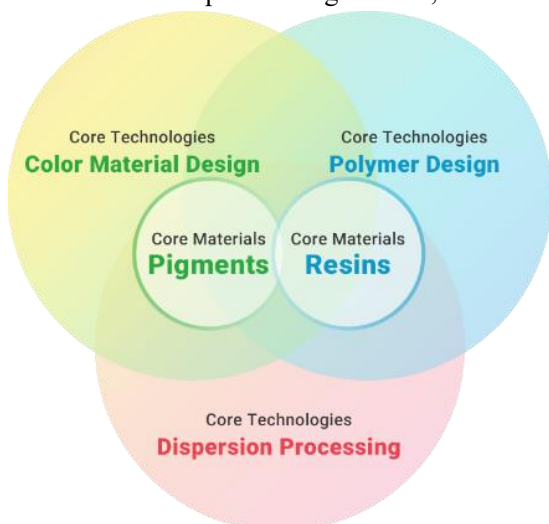 Core Technologies
Color Material Design
Core Technologies
Polymer Design
Core Materials
Pigments
Core Materials
Resins
Core Technologies
Dispersion Processing